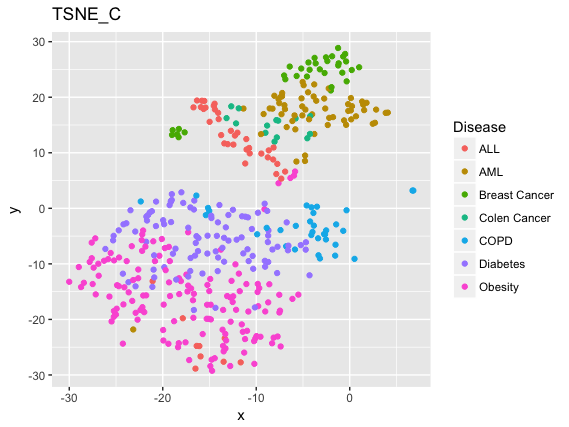 TSNE_C
30
20
10
0
-10
-20
-30
-30
-20
-10
0
x
y
Disease
ALL
AML
Breast Cancer
Colen Cancer
COPD
Diabetes
Obesity